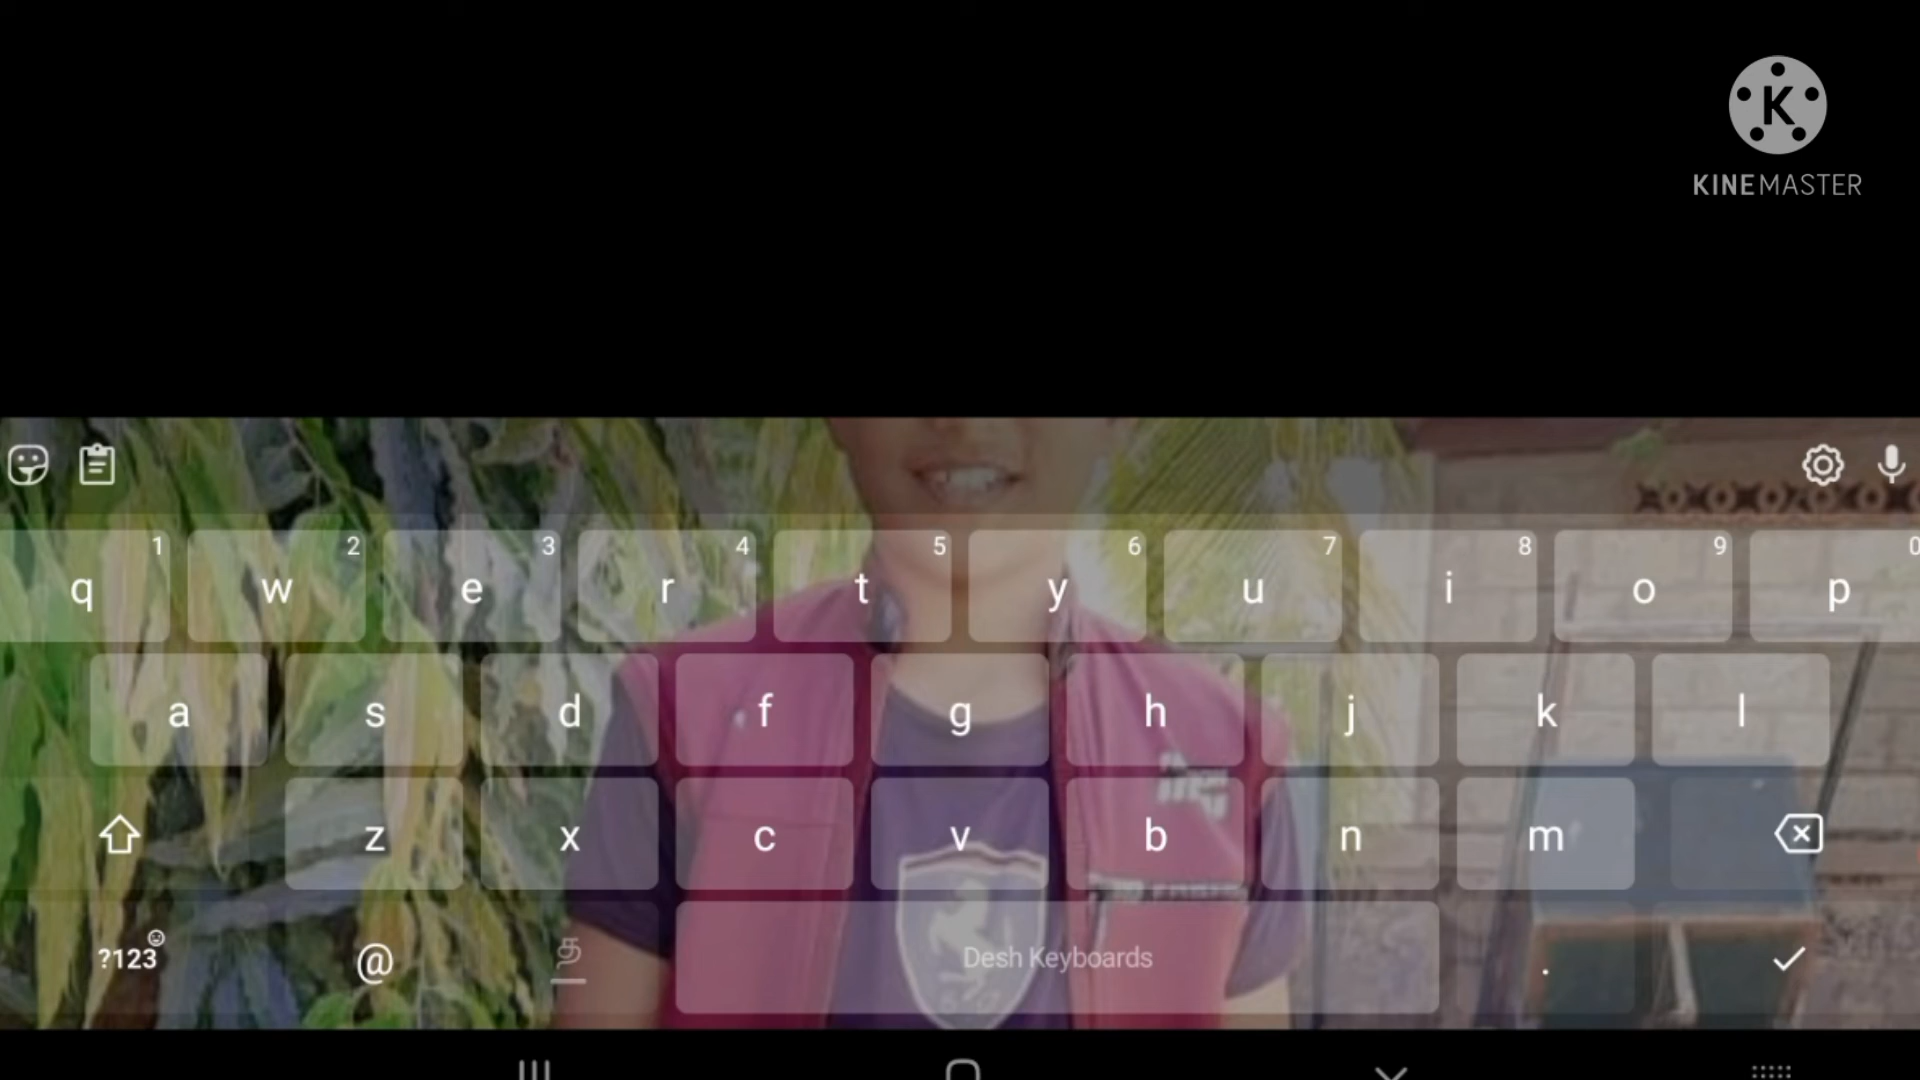 K
KINEMASTER
1 2 3 4 5 6 7 8 9 0
q w e r t y u i o p
a s d f g h j k l
z x c v b n m
?123 @ த Desh Keyboards .